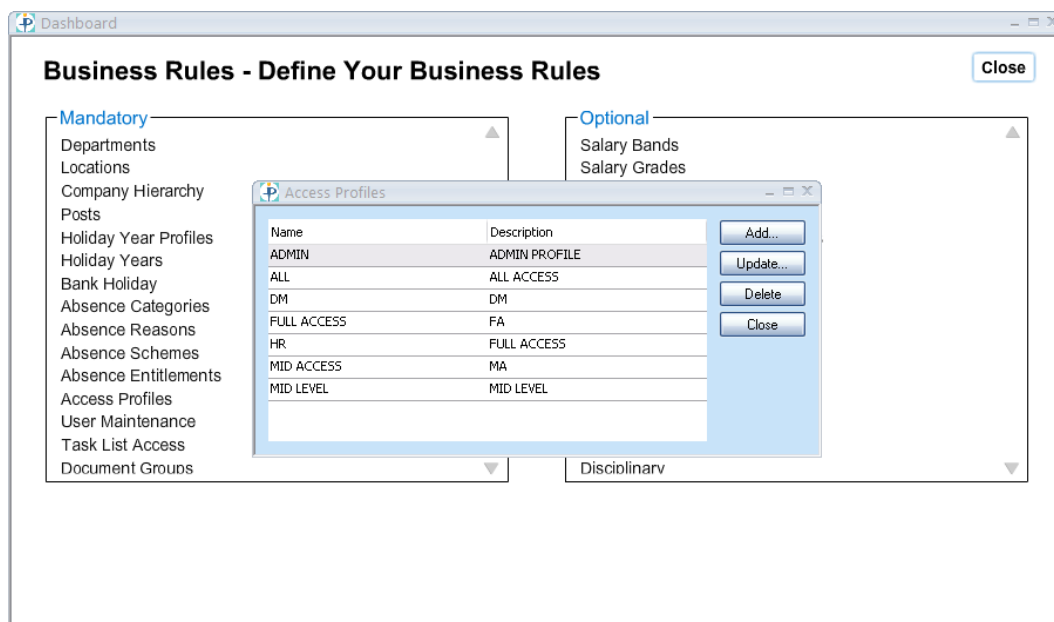 Dashboard
Business Rules - Define Your Business Rules
Close
Mandatory
Departments
Locations
Company Hierarchy
Posts
Holiday Year Profiles
Holiday Years
Bank Holiday
Absence Categories
Absence Reasons
Absence Schemes
Absence Entitlements
Access Profiles
User Maintenance
Task List Access
Document Groups
Optional
Salary Bands
Salary Grades
Disciplinary
Access Profiles
Name Description
ADMIN ADMIN PROFILE
ALL ALL ACCESS
DM DM
FULL ACCESS FA
HR FULL ACCESS
MID ACCESS MA
MID LEVEL MID LEVEL
Add...
Update...
Delete
Close